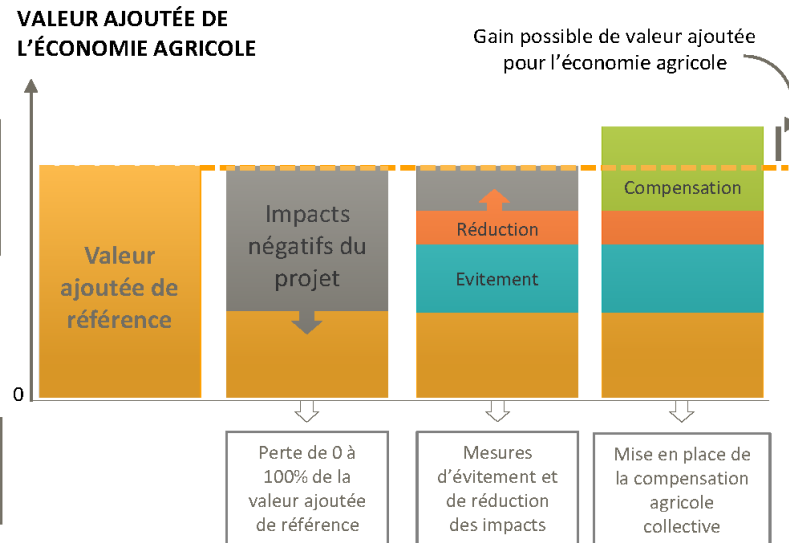 VALEUR AJOUTÉE DE
L'ÉCONOMIE AGRICOLE
Gain possible de valeur ajoutée
pour l'économie agricole
Valeur
ajoutée de
référence
Impacts
négatifs du
projet
Réduction
Evitement
Compensation
0
Perte de 0 à
100% de la
valeur ajoutée
de référence
Mesures
d'évitement et
de réduction
des impacts
Mise en place de
la compensation
agricole
collective